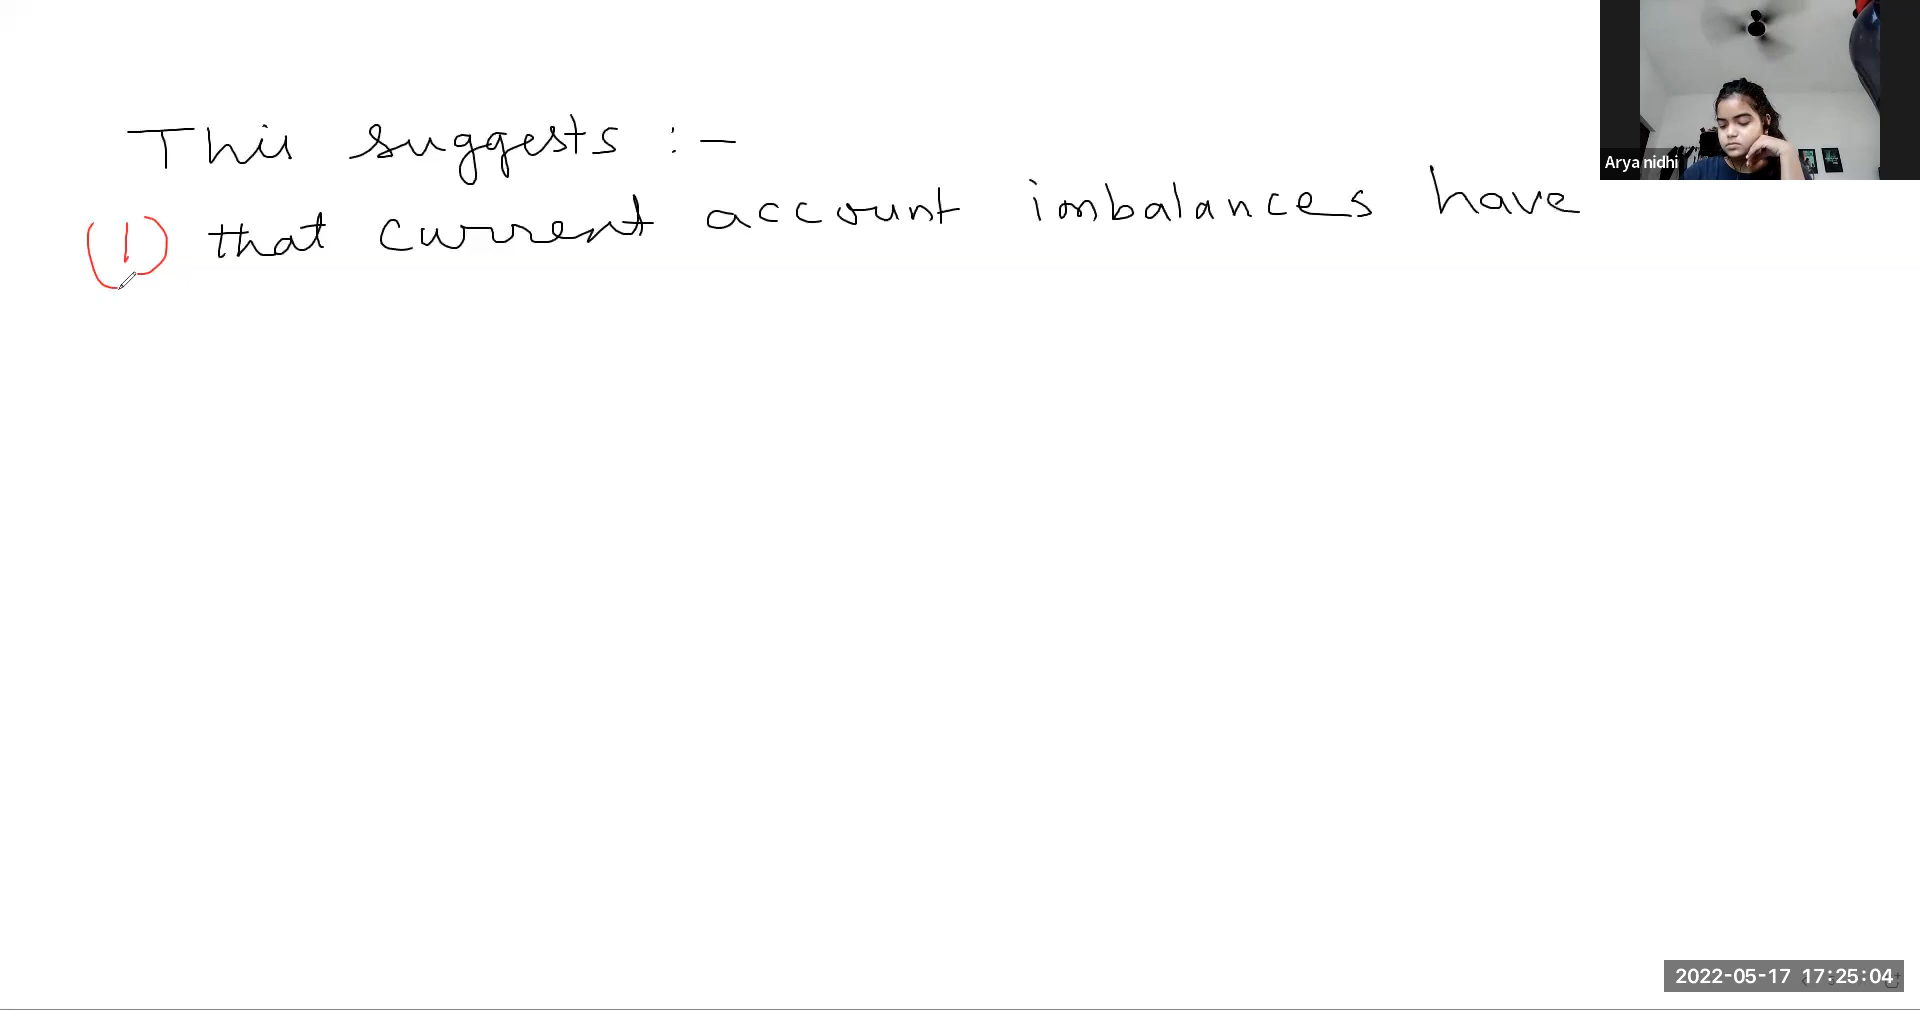 This suggests :-
(1) that current account imbalances have
Arya nidhi
2022-05-17 17:25:04